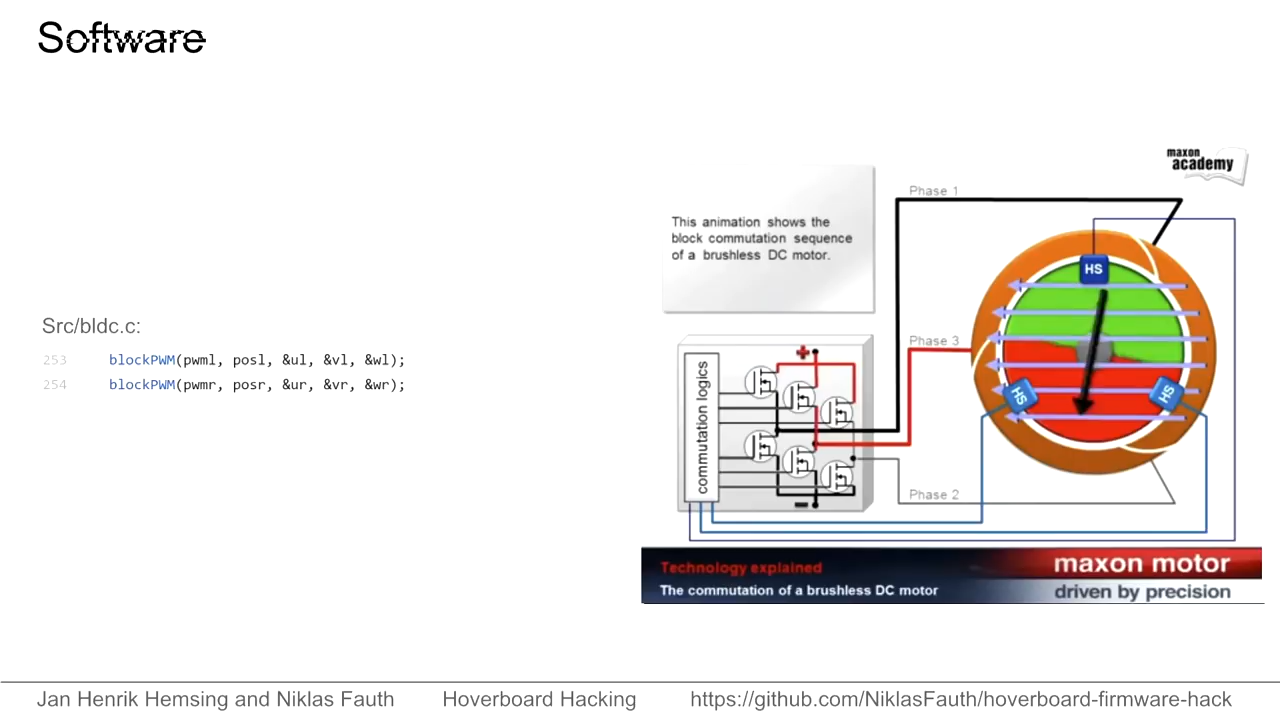 Software
maxon
academy
Phase 1
This animation shows the
block commutation sequence
of a brushless DC motor.
HS
Src/bldc.c:
253 blockPWM(pwml, posl, &ul, &vl, &wl);
254 blockPWM(pwmr, posr, &ur, &vr, &wr);
Phase 3
+
commutation logics
HS
HS
Phase 2
Technology explained
The commutation of a brushless DC motor
maxon motor
driven by precision
Jan Henrik Hemsing and Niklas Fauth
Hoverboard Hacking
https://github.com/NiklasFauth/hoverboard-firmware-hack